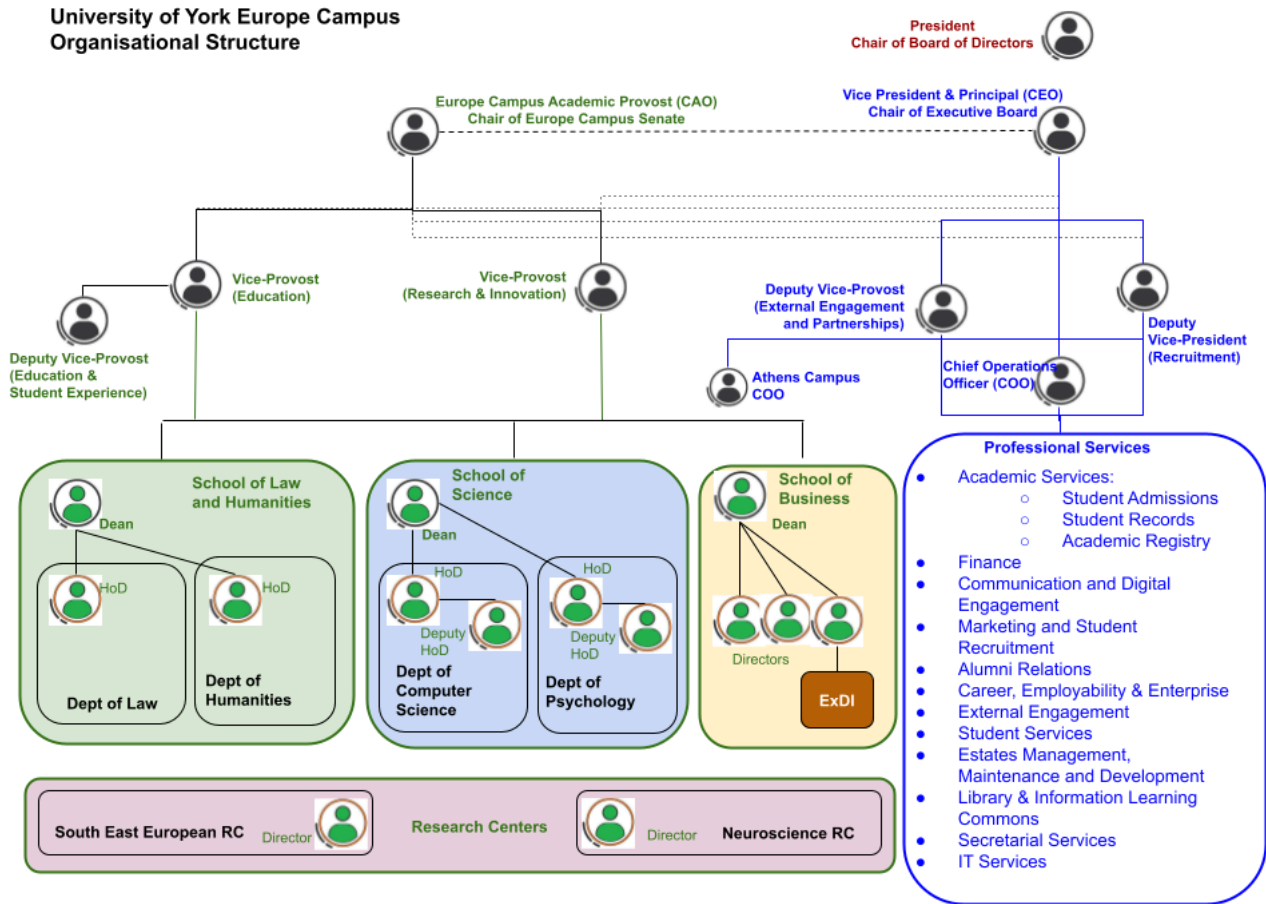 University of York Europe Campus
Organisational Structure
President
Chair of Board of Directors
Europe Campus Academic Provost (CAO)
Chair of Europe Campus Senate
Vice President & Principal (CEO)
Chair of Executive Board
Vice-Provost
(Education)
Vice-Provost
(Research & Innovation)
Deputy Vice-Provost
(External Engagement
and Partnerships)
Deputy
Vice-President
(Recruitment)
Deputy Vice-Provost
(Education &
Student Experience)
Athens Campus
COO
Chief Operations
Officer (COO)
School of Law
and Humanities
Dean
HoD
HoD
Dept of Law
Dept of
Humanities
School of
Science
Dean
HoD
HoD
Deputy
HoD
Deputy
HoD
Dept of
Computer
Science
Dept of
Psychology
School of
Business
Dean
Directors
ExDI
Professional Services
● Academic Services:
○ Student Admissions
○ Student Records
○ Academic Registry
● Finance
● Communication and Digital
Engagement
● Marketing and Student
Recruitment
● Alumni Relations
● Career, Employability & Enterprise
● External Engagement
● Student Services
● Estates Management,
Maintenance and Development
● Library & Information Learning
Commons
● Secretarial Services
● IT Services
South East European RC
Director
Research Centers
Director
Neuroscience RC